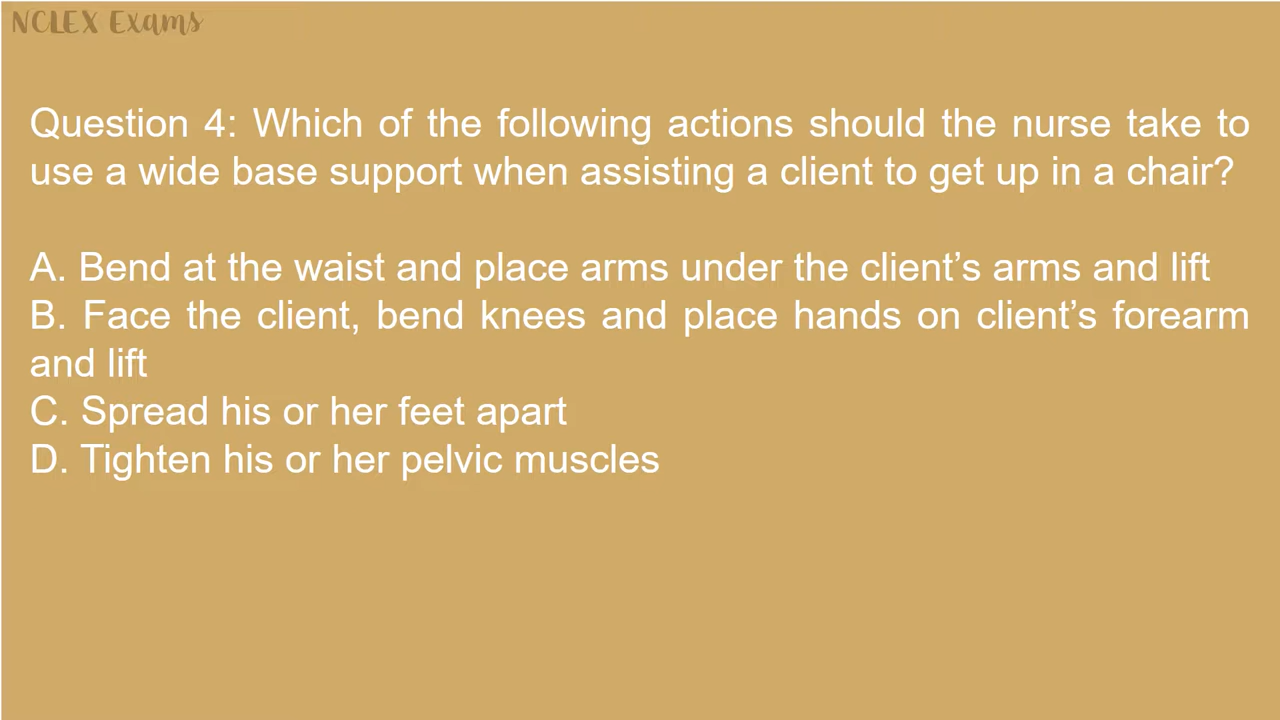 NCLEX Exams
Question 4: Which of the following actions should the nurse take to
use a wide base support when assisting a client to get up in a chair?
A. Bend at the waist and place arms under the client’s arms and lift
B. Face the client, bend knees and place hands on client’s forearm
and lift
C. Spread his or her feet apart
D. Tighten his or her pelvic muscles